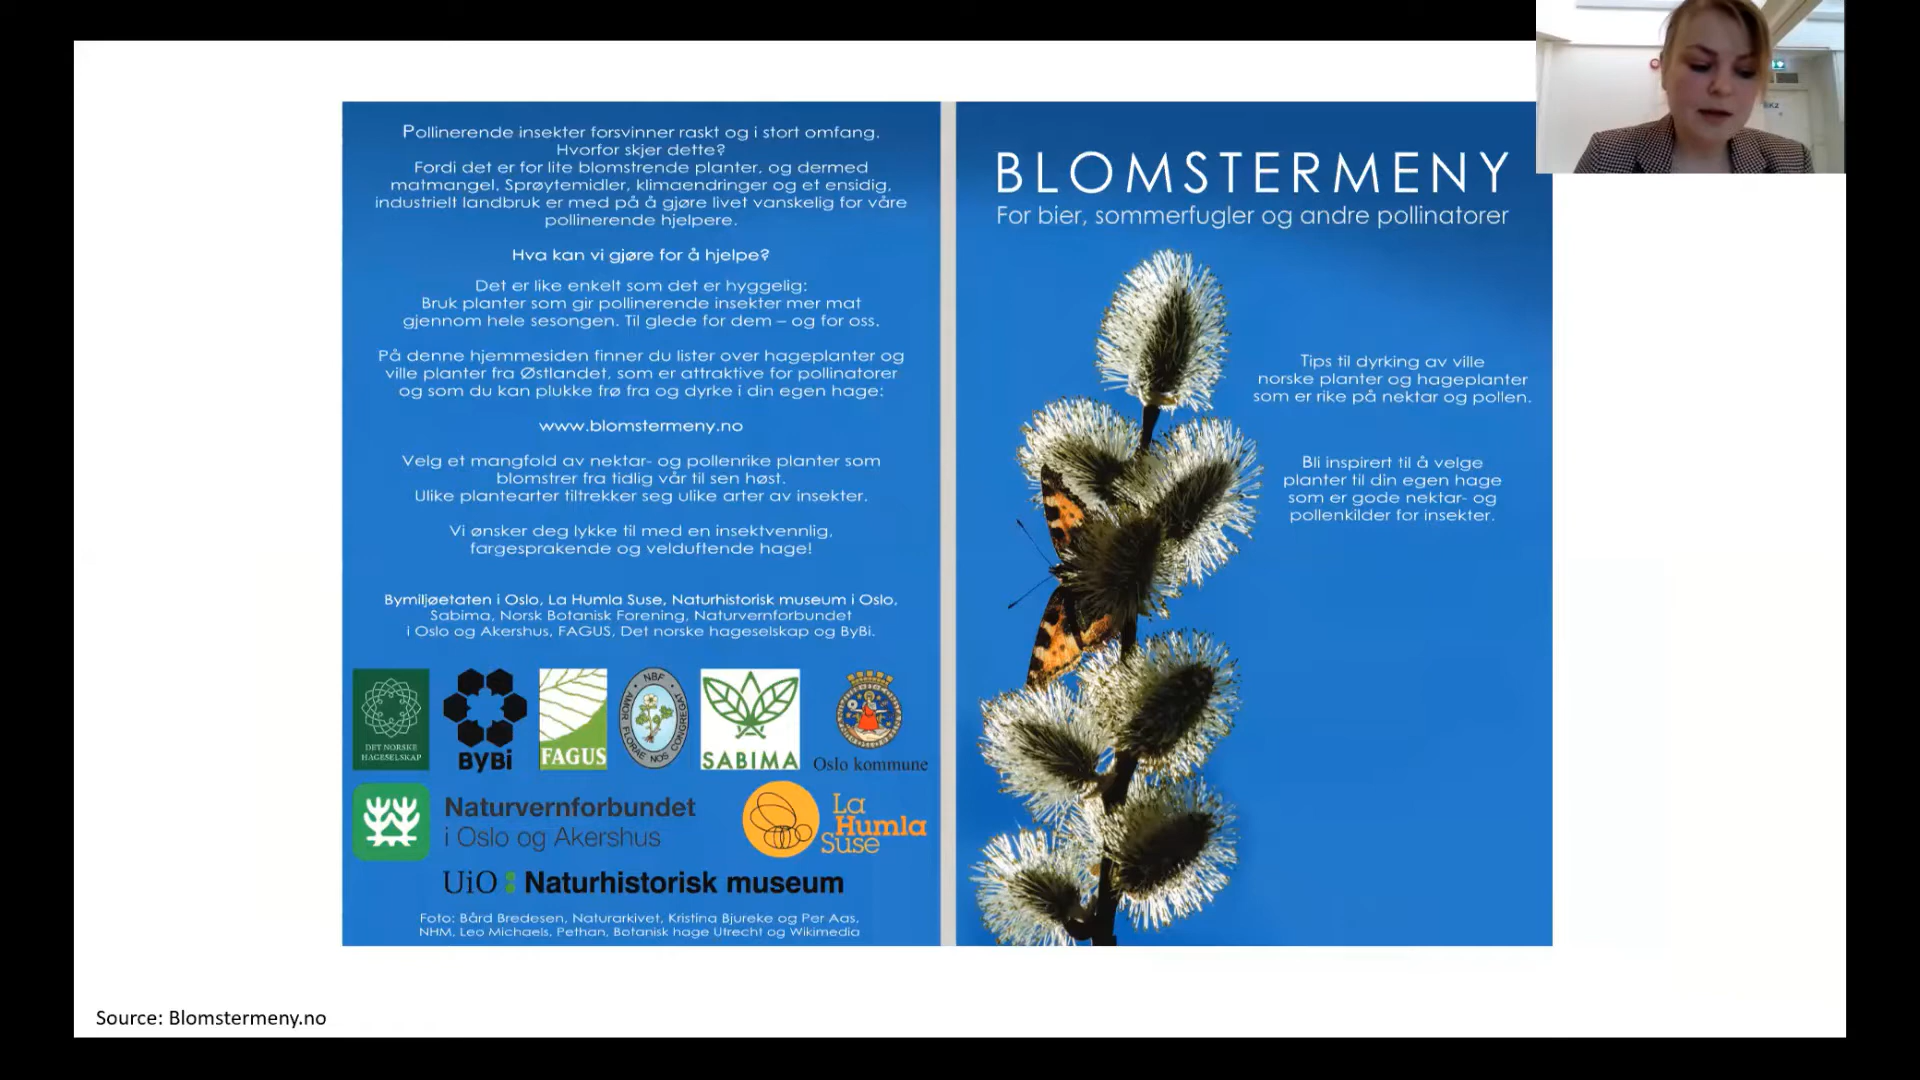 Pollinerende insekter forsvinner raskt og i stort omfang.
Hvorfor skjer dette?
Fordi det er for lite blomstrende planter, og dermed
matmangel. Sprøytemidler, klimaendringer og et ensidig,
industrielt landbruk er med på å gjøre livet vanskelig for våre
pollinerende hjelpere.
Hva kan vi gjøre for å hjelpe?
Det er like enkelt som det er hyggelig:
Bruk planter som gir pollinerende insekter mer mat
gjennom hele sesongen. Til glede for dem – og for oss.
På denne hjemmesiden finner du lister over hageplanter og
ville planter fra Østlandet, som er attraktive for pollinatorer
og som du kan plukke frø fra og dyrke i din egen hage:
www.blomstermeny.no
Velg et mangfold av nektar- og pollenrike planter som
blomstrer fra tidlig vår til sen høst.
Ulike plantearter tiltrekker seg ulike arter av insekter.
Vi ønsker deg lykke til med en insektvennlig,
fargesprakende og velduftende hage!
Bymiljøetaten i Oslo, La Humla Suse, Naturhistorisk museum i Oslo,
Sabima, Norsk Botanisk Forening, Naturvernforbundet
i Oslo og Akershus, FAGUS, Det norske hageselskap og ByBi.
DET NORSKE
HAGESELSKAP
ByBi
FAGUS
NBF
AMOR FLORAE NOS CONGREGAT
SABIMA
Oslo kommune
Naturvernforbundet
i Oslo og Akershus
La
Humla
Suse
UiO : Naturhistorisk museum
Foto: Bård Bredesen, Naturarkivet, Kristina Bjureke og Per Aas,
NHM, Leo Michaels, Pethan, Botanisk hage Utrecht og Wikimedia
BLOMSTERMENY
For bier, sommerfugler og andre pollinatorer
Tips til dyrking av ville
norske planter og hageplanter
som er rike på nektar og pollen.
Bli inspirert til å velge
planter til din egen hage
som er gode nektar- og
pollenkilder for insekter.
Source: Blomstermeny.no